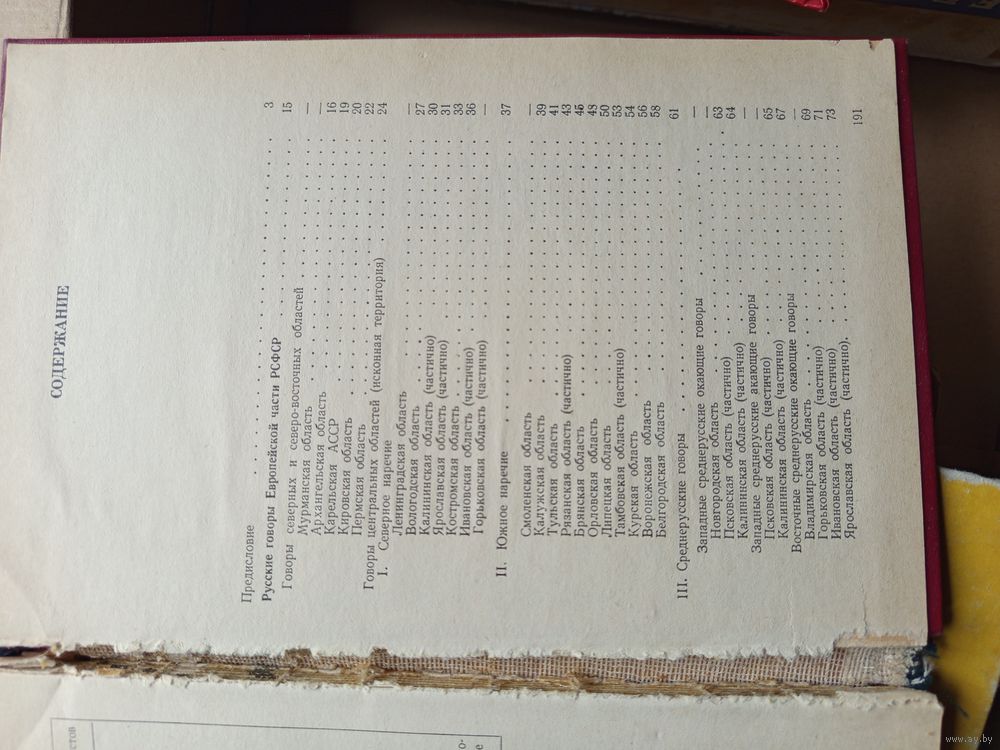 СОДЕРЖАНИЕ
Предисловие . . . 3
Русские говоры Европейской части РСФСР . . . 15
Говоры северных и северо-восточных областей . . . —
Мурманская область . . . —
Архангельская область . . . 16
Карельская АССР . . . 19
Кировская область . . . 20
Пермская область . . . 22
Говоры центральных областей (исконная территория) . . . 24
I. Северное наречие
Ленинградская область . . . —
Вологодская область . . . 27
Калининская область (частично) . . . 30
Ярославская область (частично) . . . 31
Костромская область . . . 33
Ивановская область (частично) . . . 36
Горьковская область (частично) . . . —
II. Южное наречие . . . 37
Смоленская область . . . —
Калужская область . . . 39
Тульская область . . . 41
Рязанская область (частично) . . . 43
Брянская область . . . 45
Орловская область . . . 48
Липецкая область . . . 50
Тамбовская область (частично) . . . 53
Курская область . . . 54
Воронежская область . . . 56
Белгородская область . . . 58
III. Среднерусские говоры . . . 61
Западные среднерусские окающие говоры . . . —
Новгородская область . . . —
Псковская область (частично) . . . 63
Калининская область (частично) . . . 64
Западные среднерусские акающие говоры . . . —
Псковская область (частично) . . . —
Калининская область (частично) . . . 65
Восточные среднерусские окающие говоры . . . 67
Владимирская область . . . —
Горьковская область (частично) . . . 69
Ивановская область (частично) . . . 71
Ярославская область (частично). . . . 73
191
www.ay.by